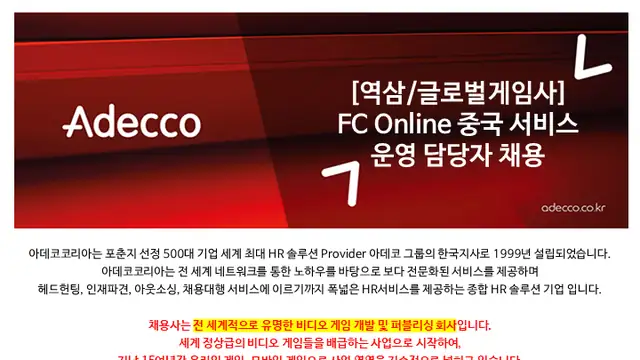 Adecco
[역삼/글로벌게임사]
FC Online 중국 서비스
운영 담당자 채용
adecco.co.kr
아데코코리아는 포춘지 선정 500대 기업 세계 최대 HR 솔루션 Provider 아데코 그룹의 한국지사로 1999년 설립되었습니다.
아데코코리아는 전 세계 네트워크를 통한 노하우를 바탕으로 보다 전문화된 서비스를 제공하며
헤드헌팅, 인재파견, 아웃소싱, 채용대행 서비스에 이르기까지 폭넓은 HR서비스를 제공하는 종합 HR 솔루션 기업 입니다.
채용사는 전 세계적으로 유명한 비디오 게임 개발 및 퍼블리싱 회사입니다.
세계 정상급의 비디오 게임들을 배급하는 사업으로 시작하여,